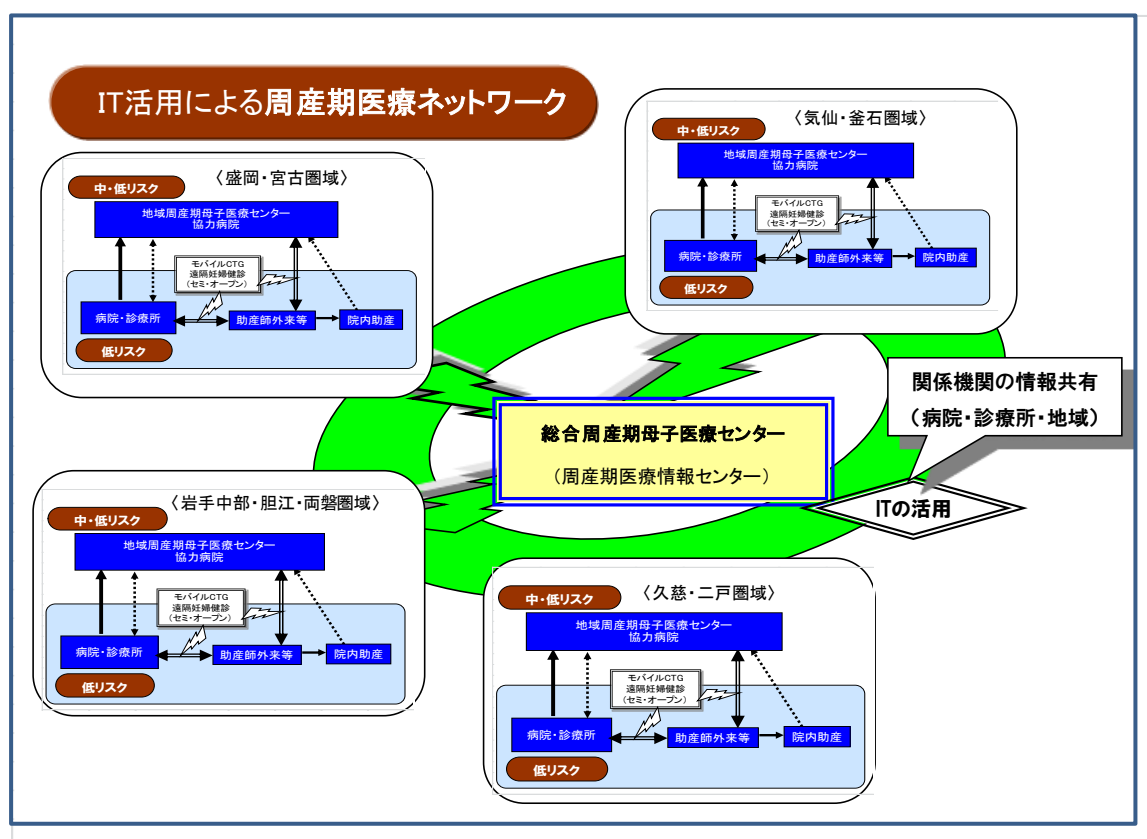 IT活用による周産期医療ネットワーク
〈盛岡・宮古圏域〉
中・低リスク
地域周産期母子医療センター
協力病院
モバイルCTG
遠隔妊婦健診
(セミ・オープン)
病院・診療所
助産師外来等
院内助産
低リスク
〈気仙・釜石圏域〉
中・低リスク
地域周産期母子医療センター
協力病院
モバイルCTG
遠隔妊婦健診
(セミ・オープン)
病院・診療所
助産師外来等
院内助産
低リスク
関係機関の情報共有
（病院・診療所・地域）
総合周産期母子医療センター
（周産期医療情報センター）
ITの活用
〈岩手中部・胆江・両磐圏域〉
中・低リスク
地域周産期母子医療センター
協力病院
モバイルCTG
遠隔妊婦健診
(セミ・オープン)
病院・診療所
助産師外来等
院内助産
低リスク
〈久慈・二戸圏域〉
中・低リスク
地域周産期母子医療センター
協力病院
モバイルCTG
遠隔妊婦健診
(セミ・オープン)
病院・診療所
助産師外来等
院内助産
低リスク